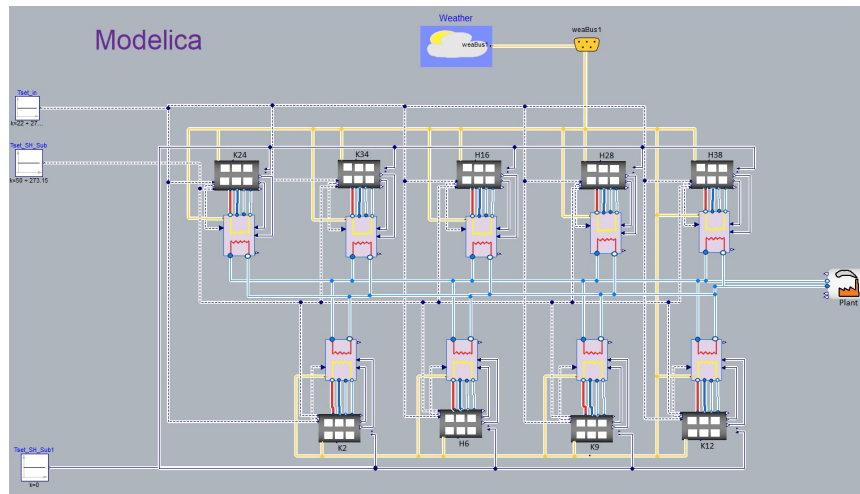 Weather
Modelica
weaBus1
weaBus1
Tset_in
k=22 + 27...
Tset_SH_Sub
k=50 + 273.15
K24
K34
H16
H28
H38
Plant
K2
H6
K9
K12
Tset_SH_Sub1
k=0